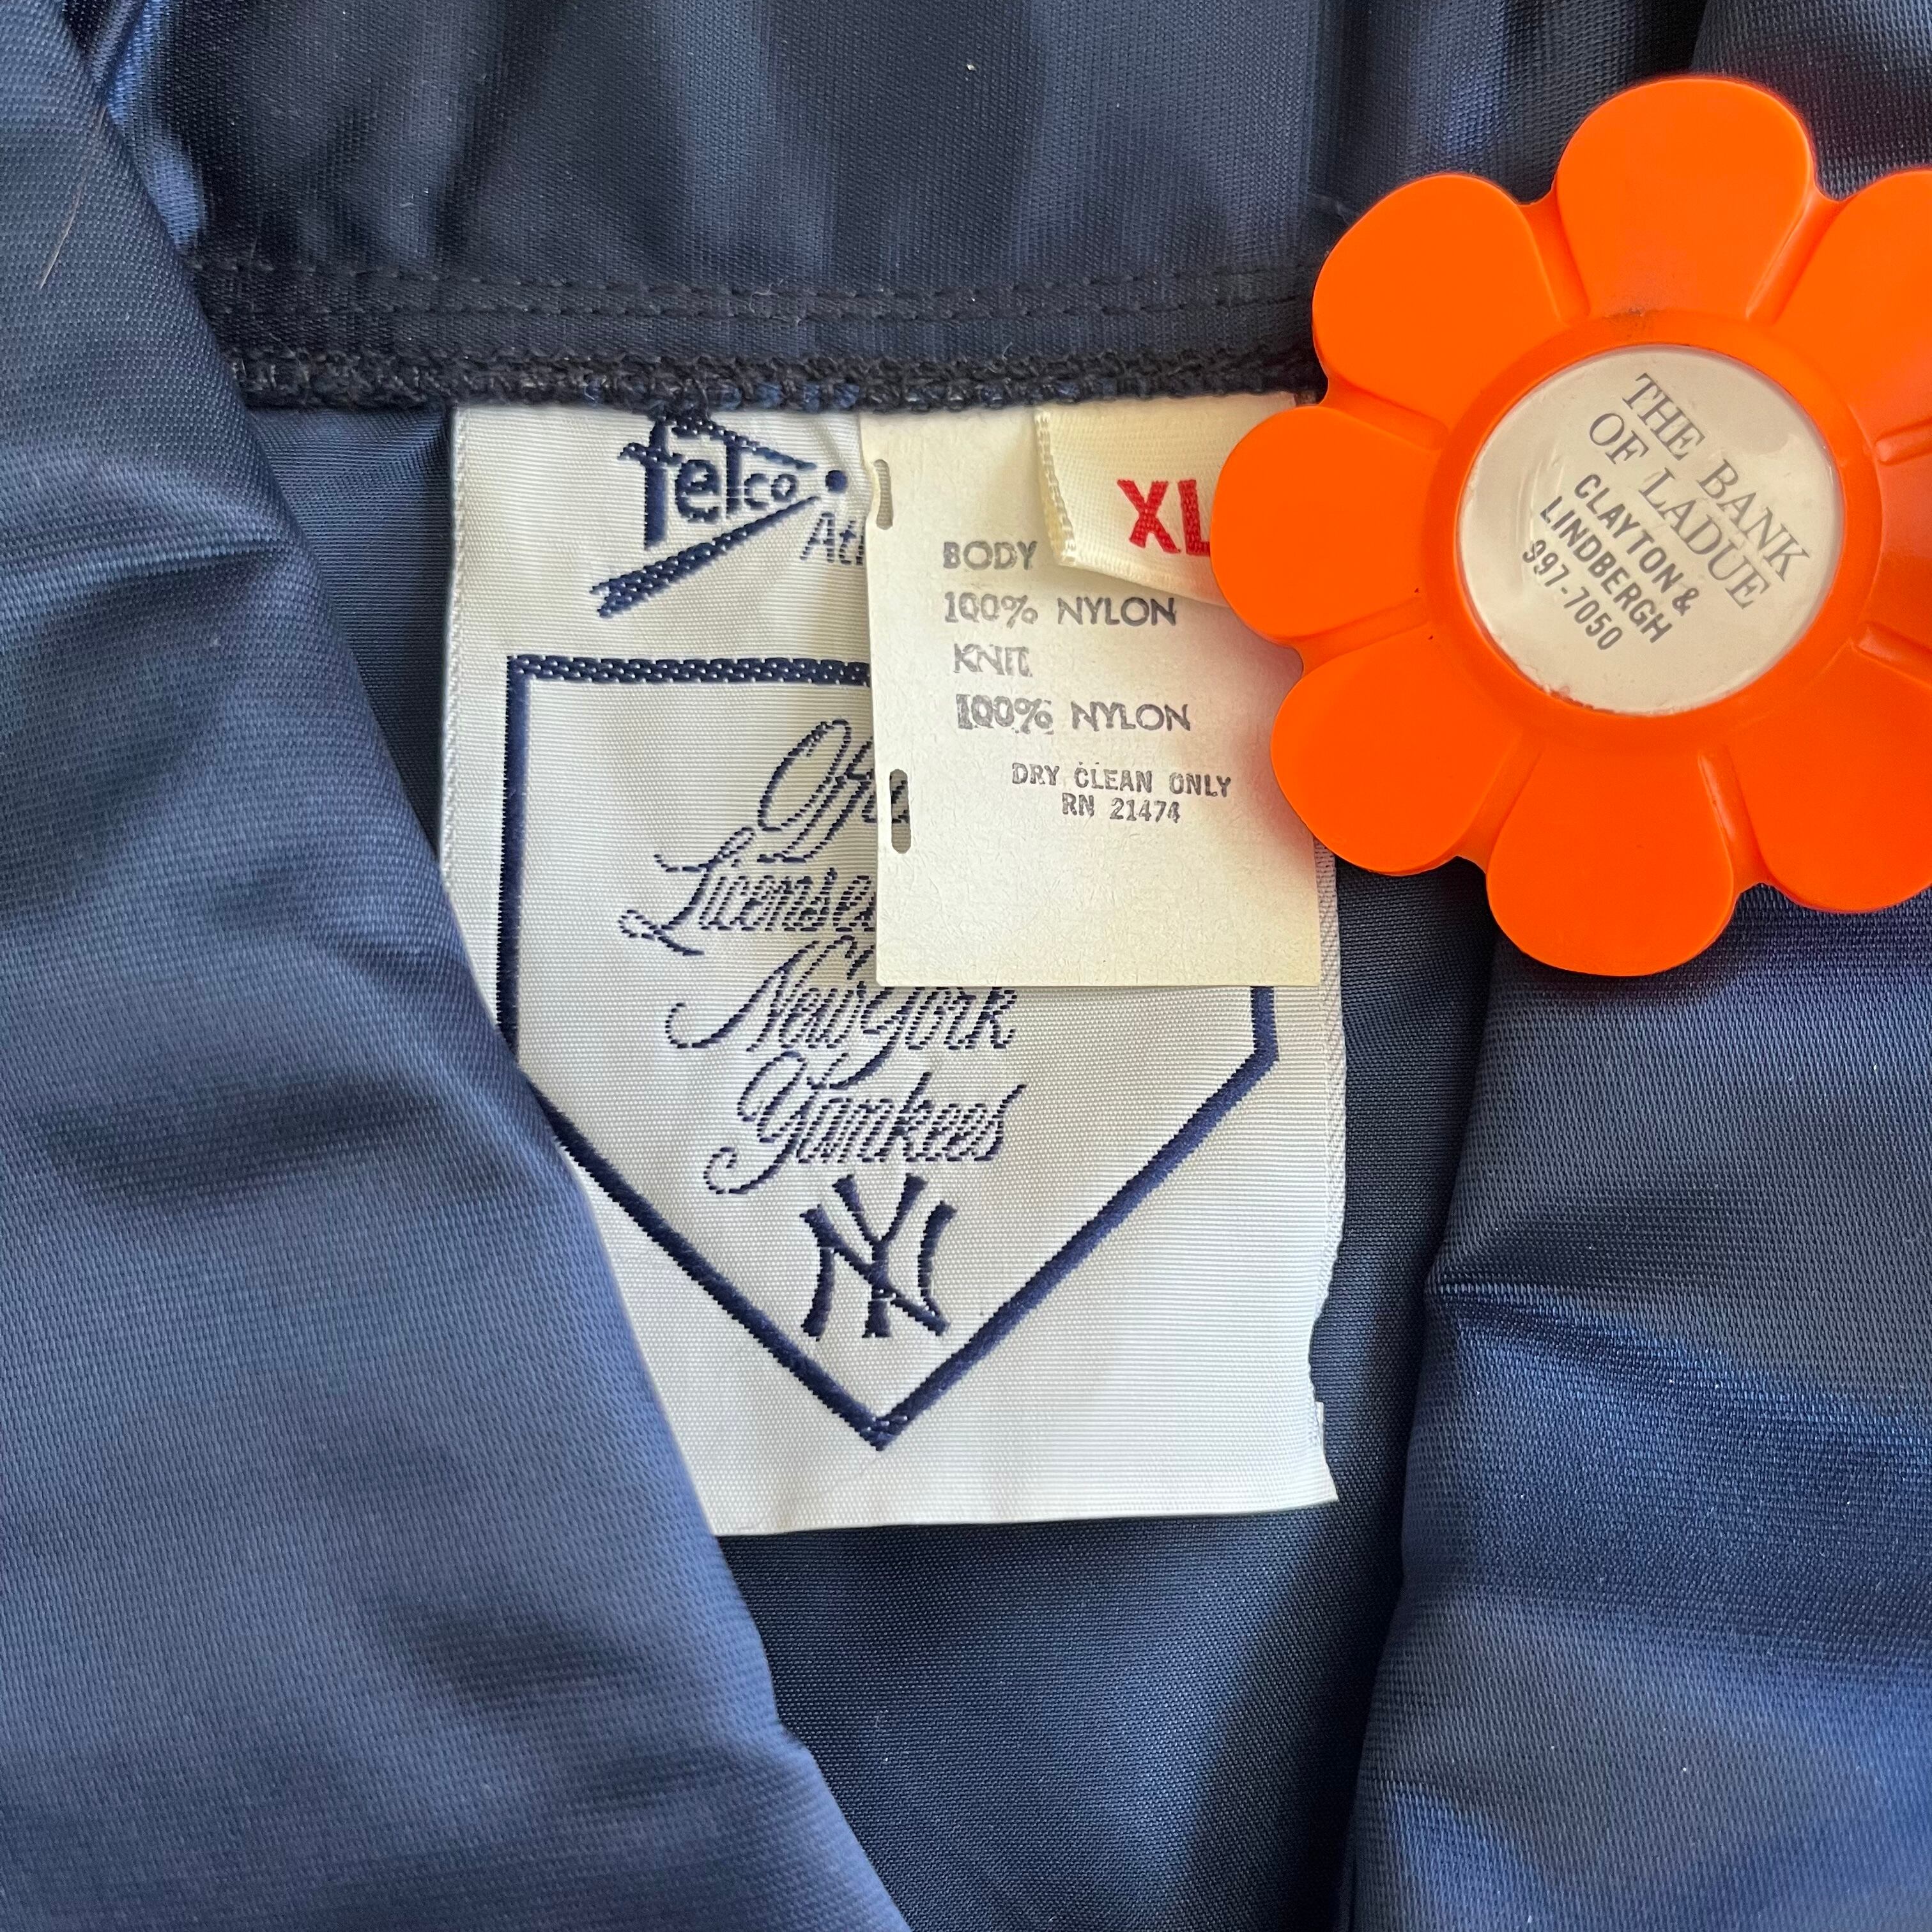 felco
XL
BODY
100% NYLON
KNIT
100% NYLON
DRY CLEAN ONLY
RN 21474
New York
Yankees
NY
THE BANK
OF LADUE
CLAYTON &
LINDBERGH
997-7050